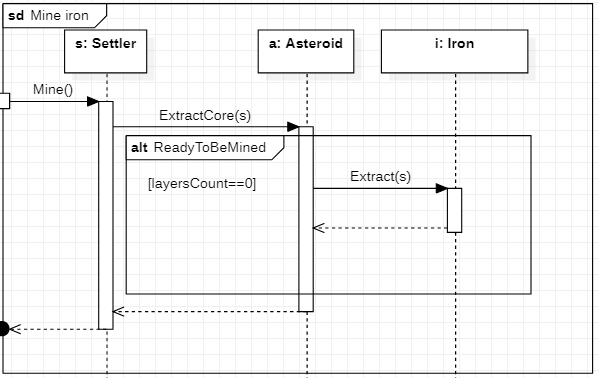 sd Mine iron
s: Settler
a: Asteroid
i: Iron
Mine()
ExtractCore(s)
alt ReadyToBeMined
Extract(s)
[layersCount==0]